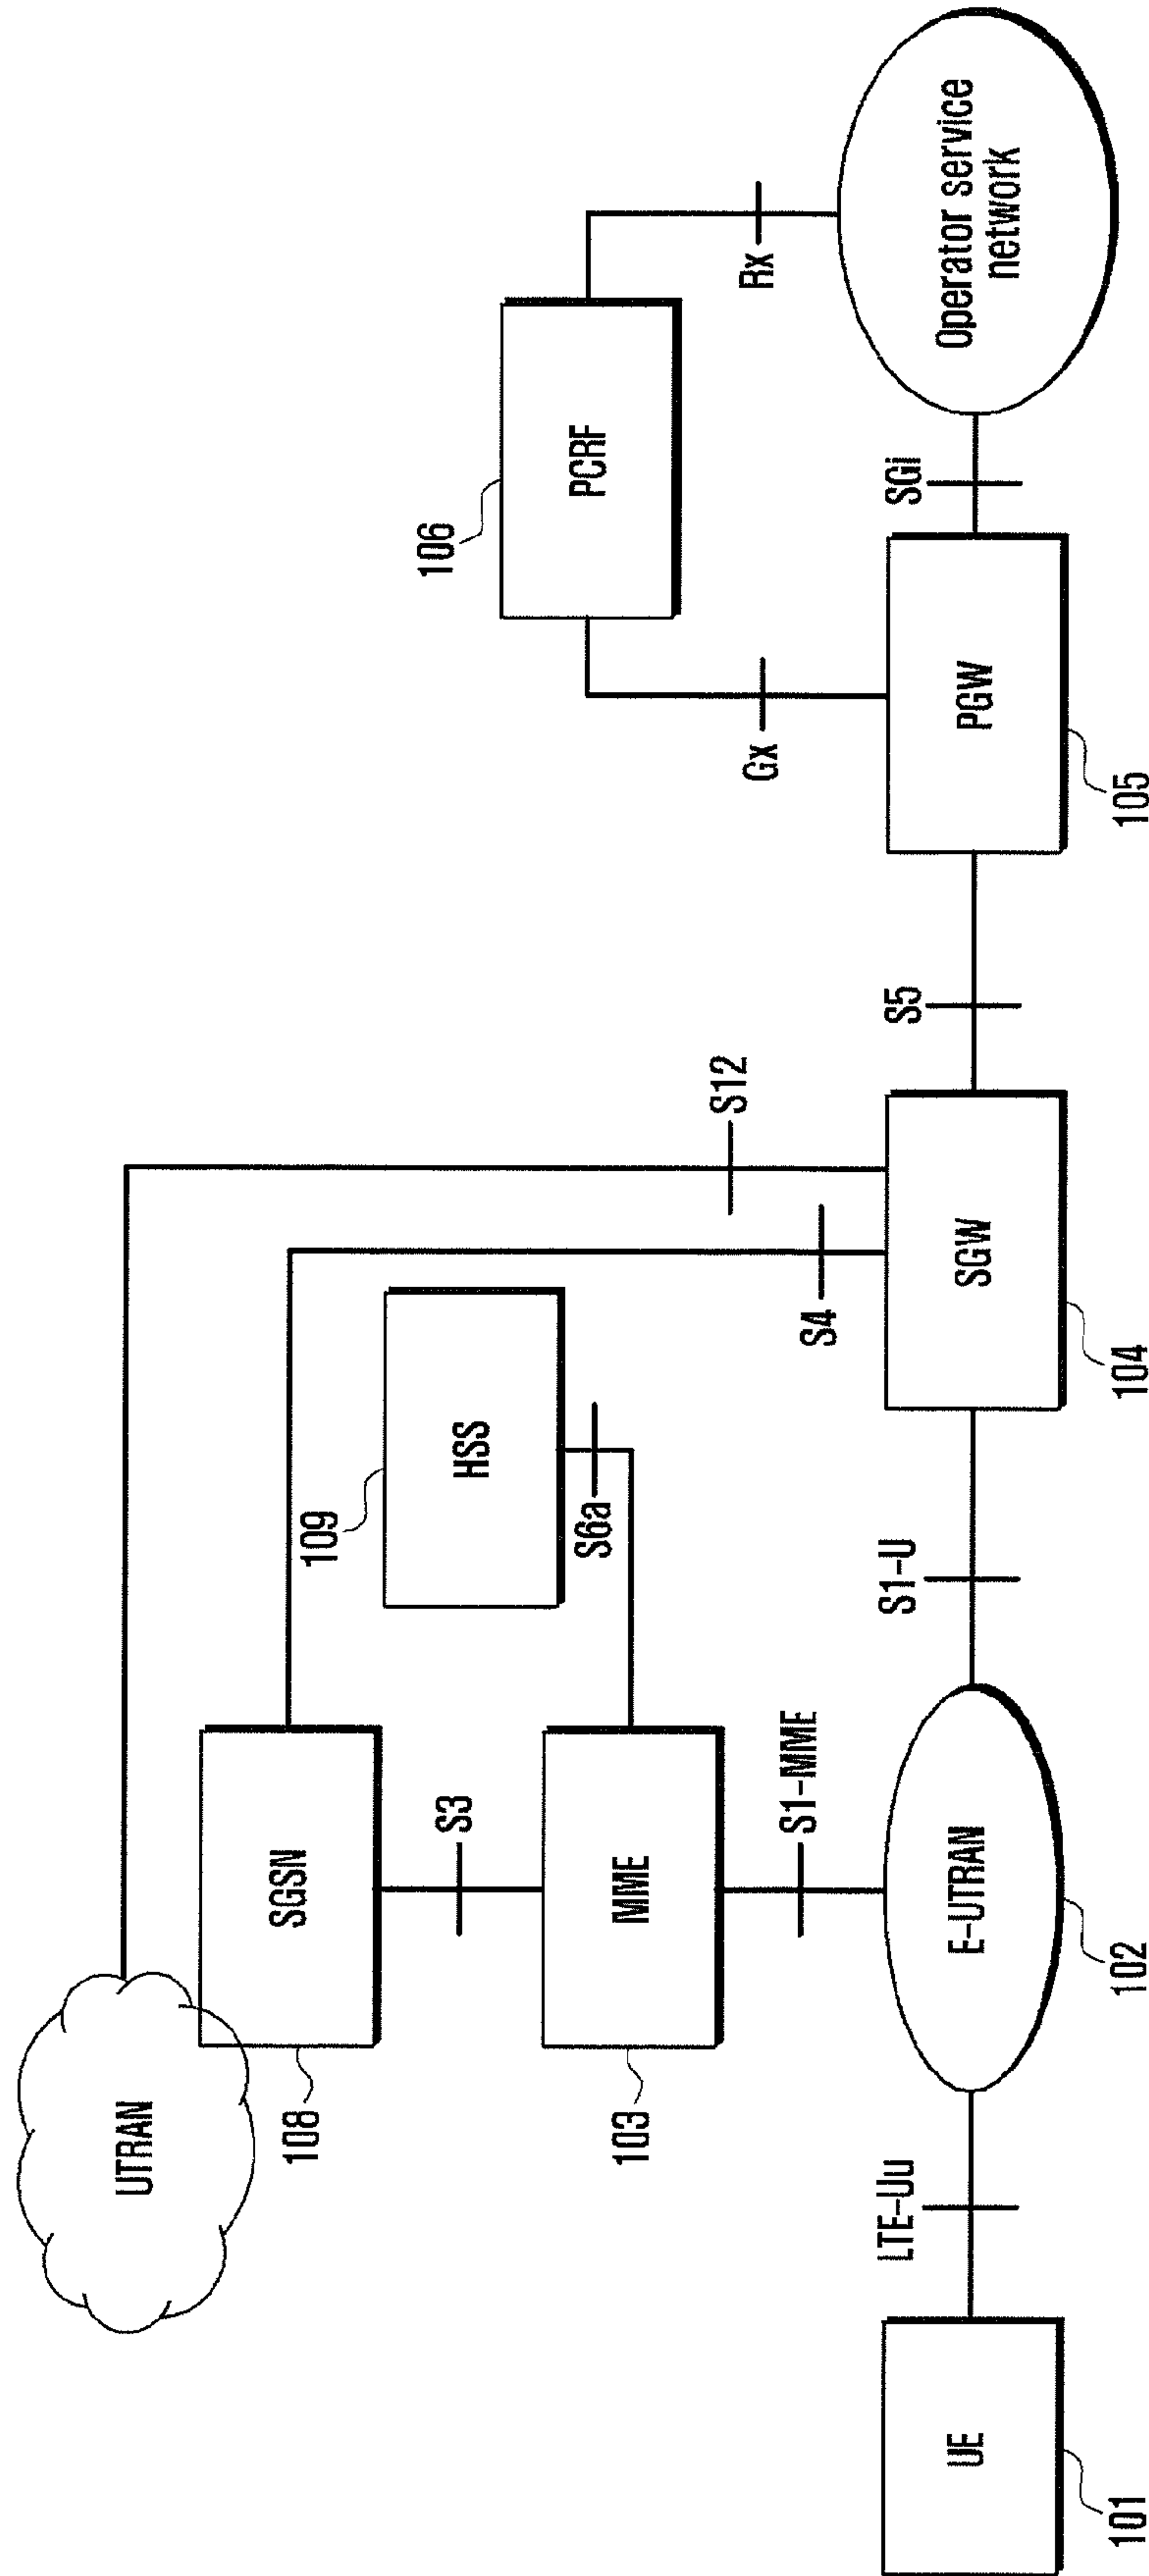 UTRAN
SGSN
108
S3
HSS
109
S6a
S12
S4
MME
103
S1-MME
106
PCRF
Gx
Rx
UE
101
LTE-Uu
E-UTRAN
102
S1-U
SGW
104
S5
PGW
105
SGi
Operator service
network